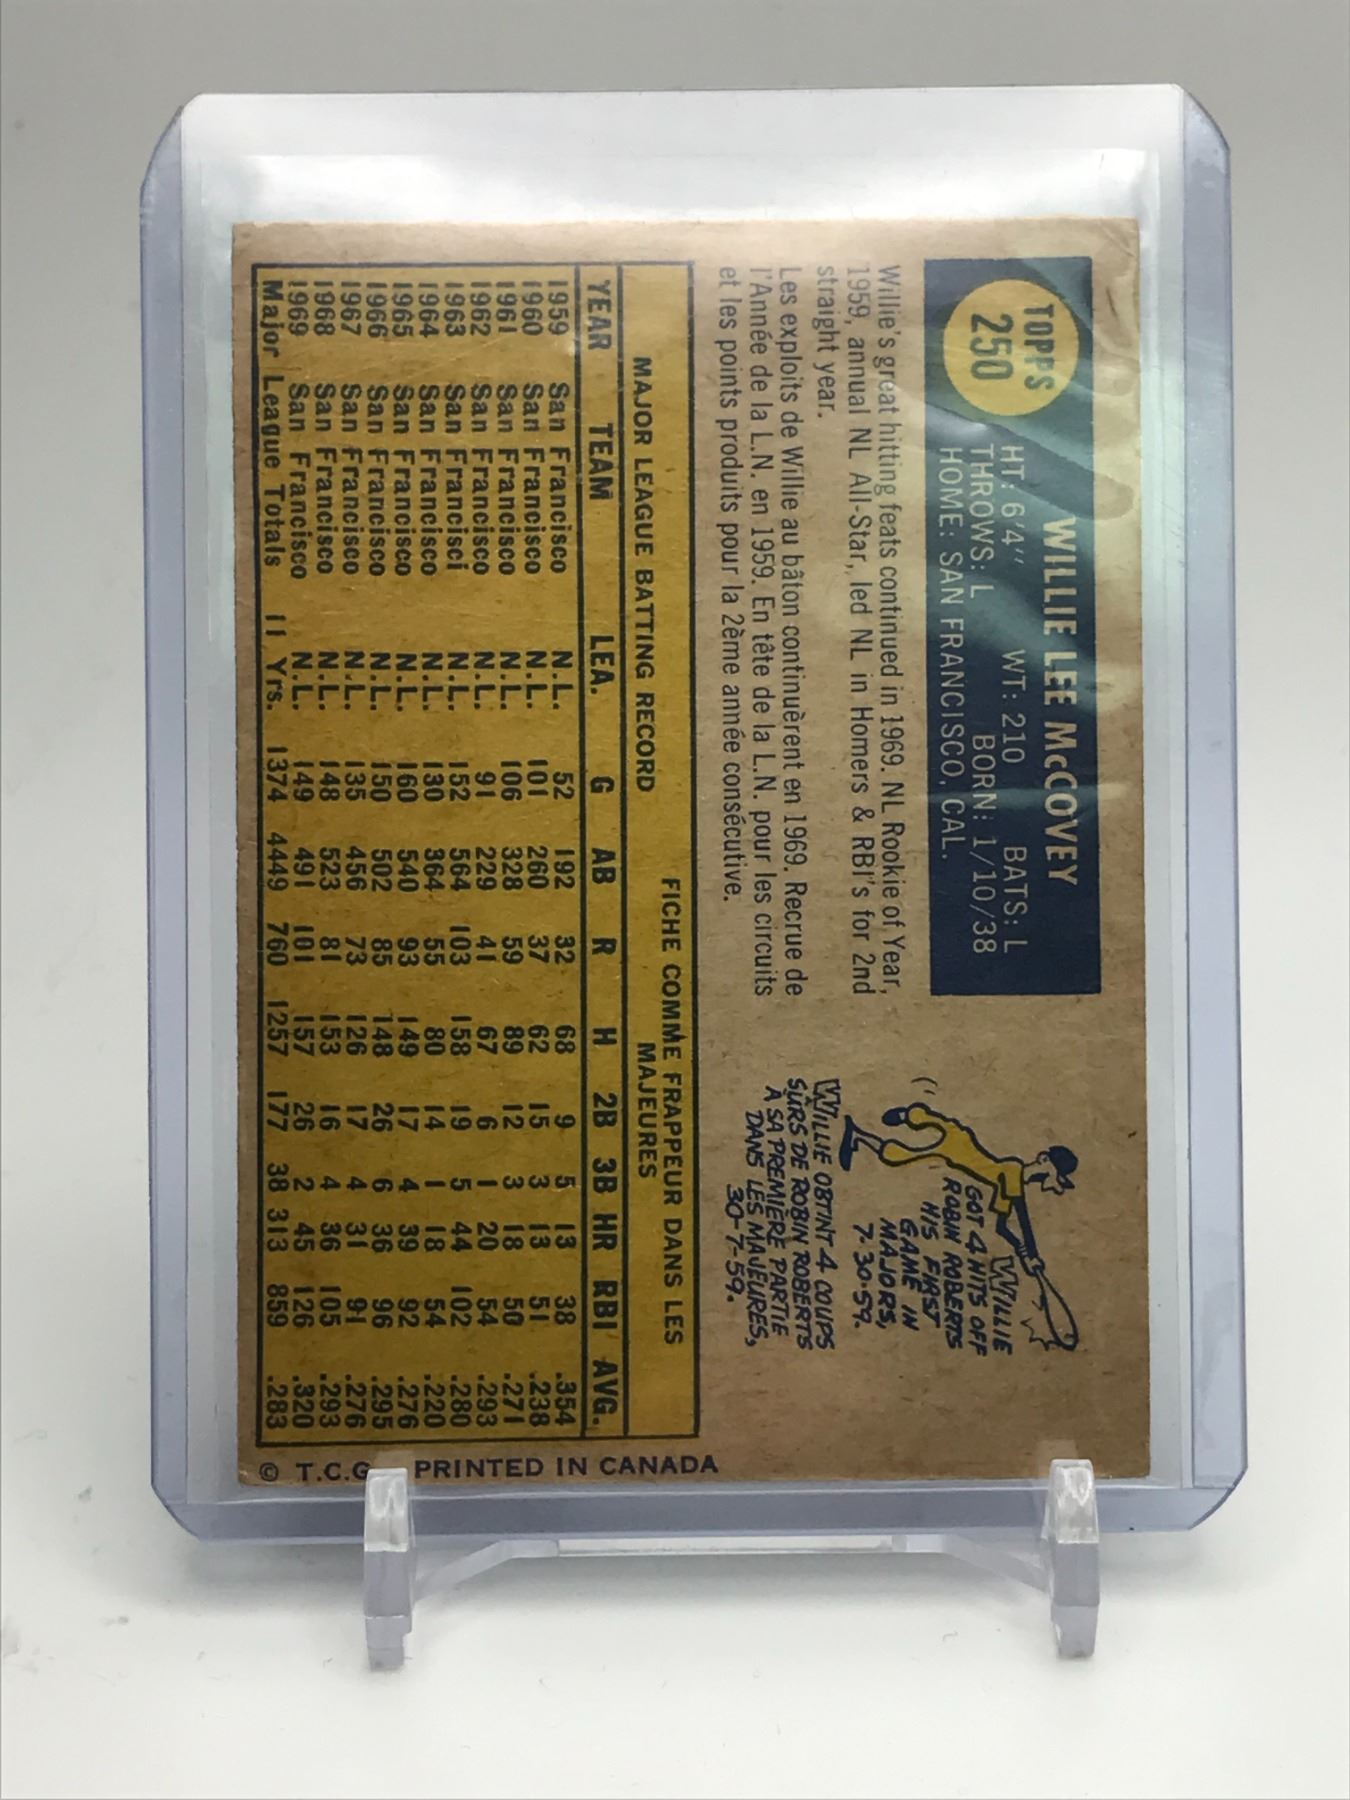 TOPPS
250
WILLIE LEE McCOVEY
HT: 6'4" WT: 210 BATS: L
THROWS: L BORN: 1/10/38
HOME: SAN FRANCISCO, CAL.
Willie's great hitting feats continued in 1969. NL Rookie of Year,
1959, annual NL All-Star, led NL in Homers & RBI's for 2nd
straight year.
Les exploits de Willie au bâton continuèrent en 1969. Recrue de
l'Année de la L.N. en 1959. En tête de la L.N. pour les circuits
et les points produits pour la 2ème année consécutive.
WILLIE
GOT 4 HITS OFF
ROBIN ROBERTS
HIS FIRST
GAME IN
MAJORS,
7-30-59.
WILLIE OBTINT 4 COUPS
SÛRS DE ROBIN ROBERTS
À SA PREMIÈRE PARTIE
DANS LES MAJEURES,
30-7-59.
MAJOR LEAGUE BATTING RECORD
FICHE COMME FRAPPEUR DANS LES
MAJEURES
YEAR TEAM LEA. G AB R H 2B 3B HR RBI AVG.
1959 San Francisco N.L. 52 192 32 68 9 5 13 38 .354
1960 San Francisco N.L. 101 260 37 62 15 3 13 51 .238
1961 San Francisco N.L. 106 328 59 89 12 3 18 50 .271
1962 San Francisco N.L. 91 229 41 67 6 1 20 54 .293
1963 San Francisci N.L. 152 564 103 158 19 5 44 102 .280
1964 San Francisco N.L. 130 364 55 80 14 1 18 54 .220
1965 San Francisco N.L. 160 540 93 149 17 4 39 92 .276
1966 San Francisco N.L. 150 502 85 148 26 6 36 96 .295
1967 San Francisco N.L. 135 456 73 126 17 4 31 91 .276
1968 San Francisco N.L. 148 523 81 153 16 4 36 105 .293
1969 San Francisco N.L. 149 491 101 157 26 2 45 126 .320
Major League Totals 11 Yrs. 1374 4449 760 1257 177 38 313 859 .283
© T.C.G. PRINTED IN CANADA